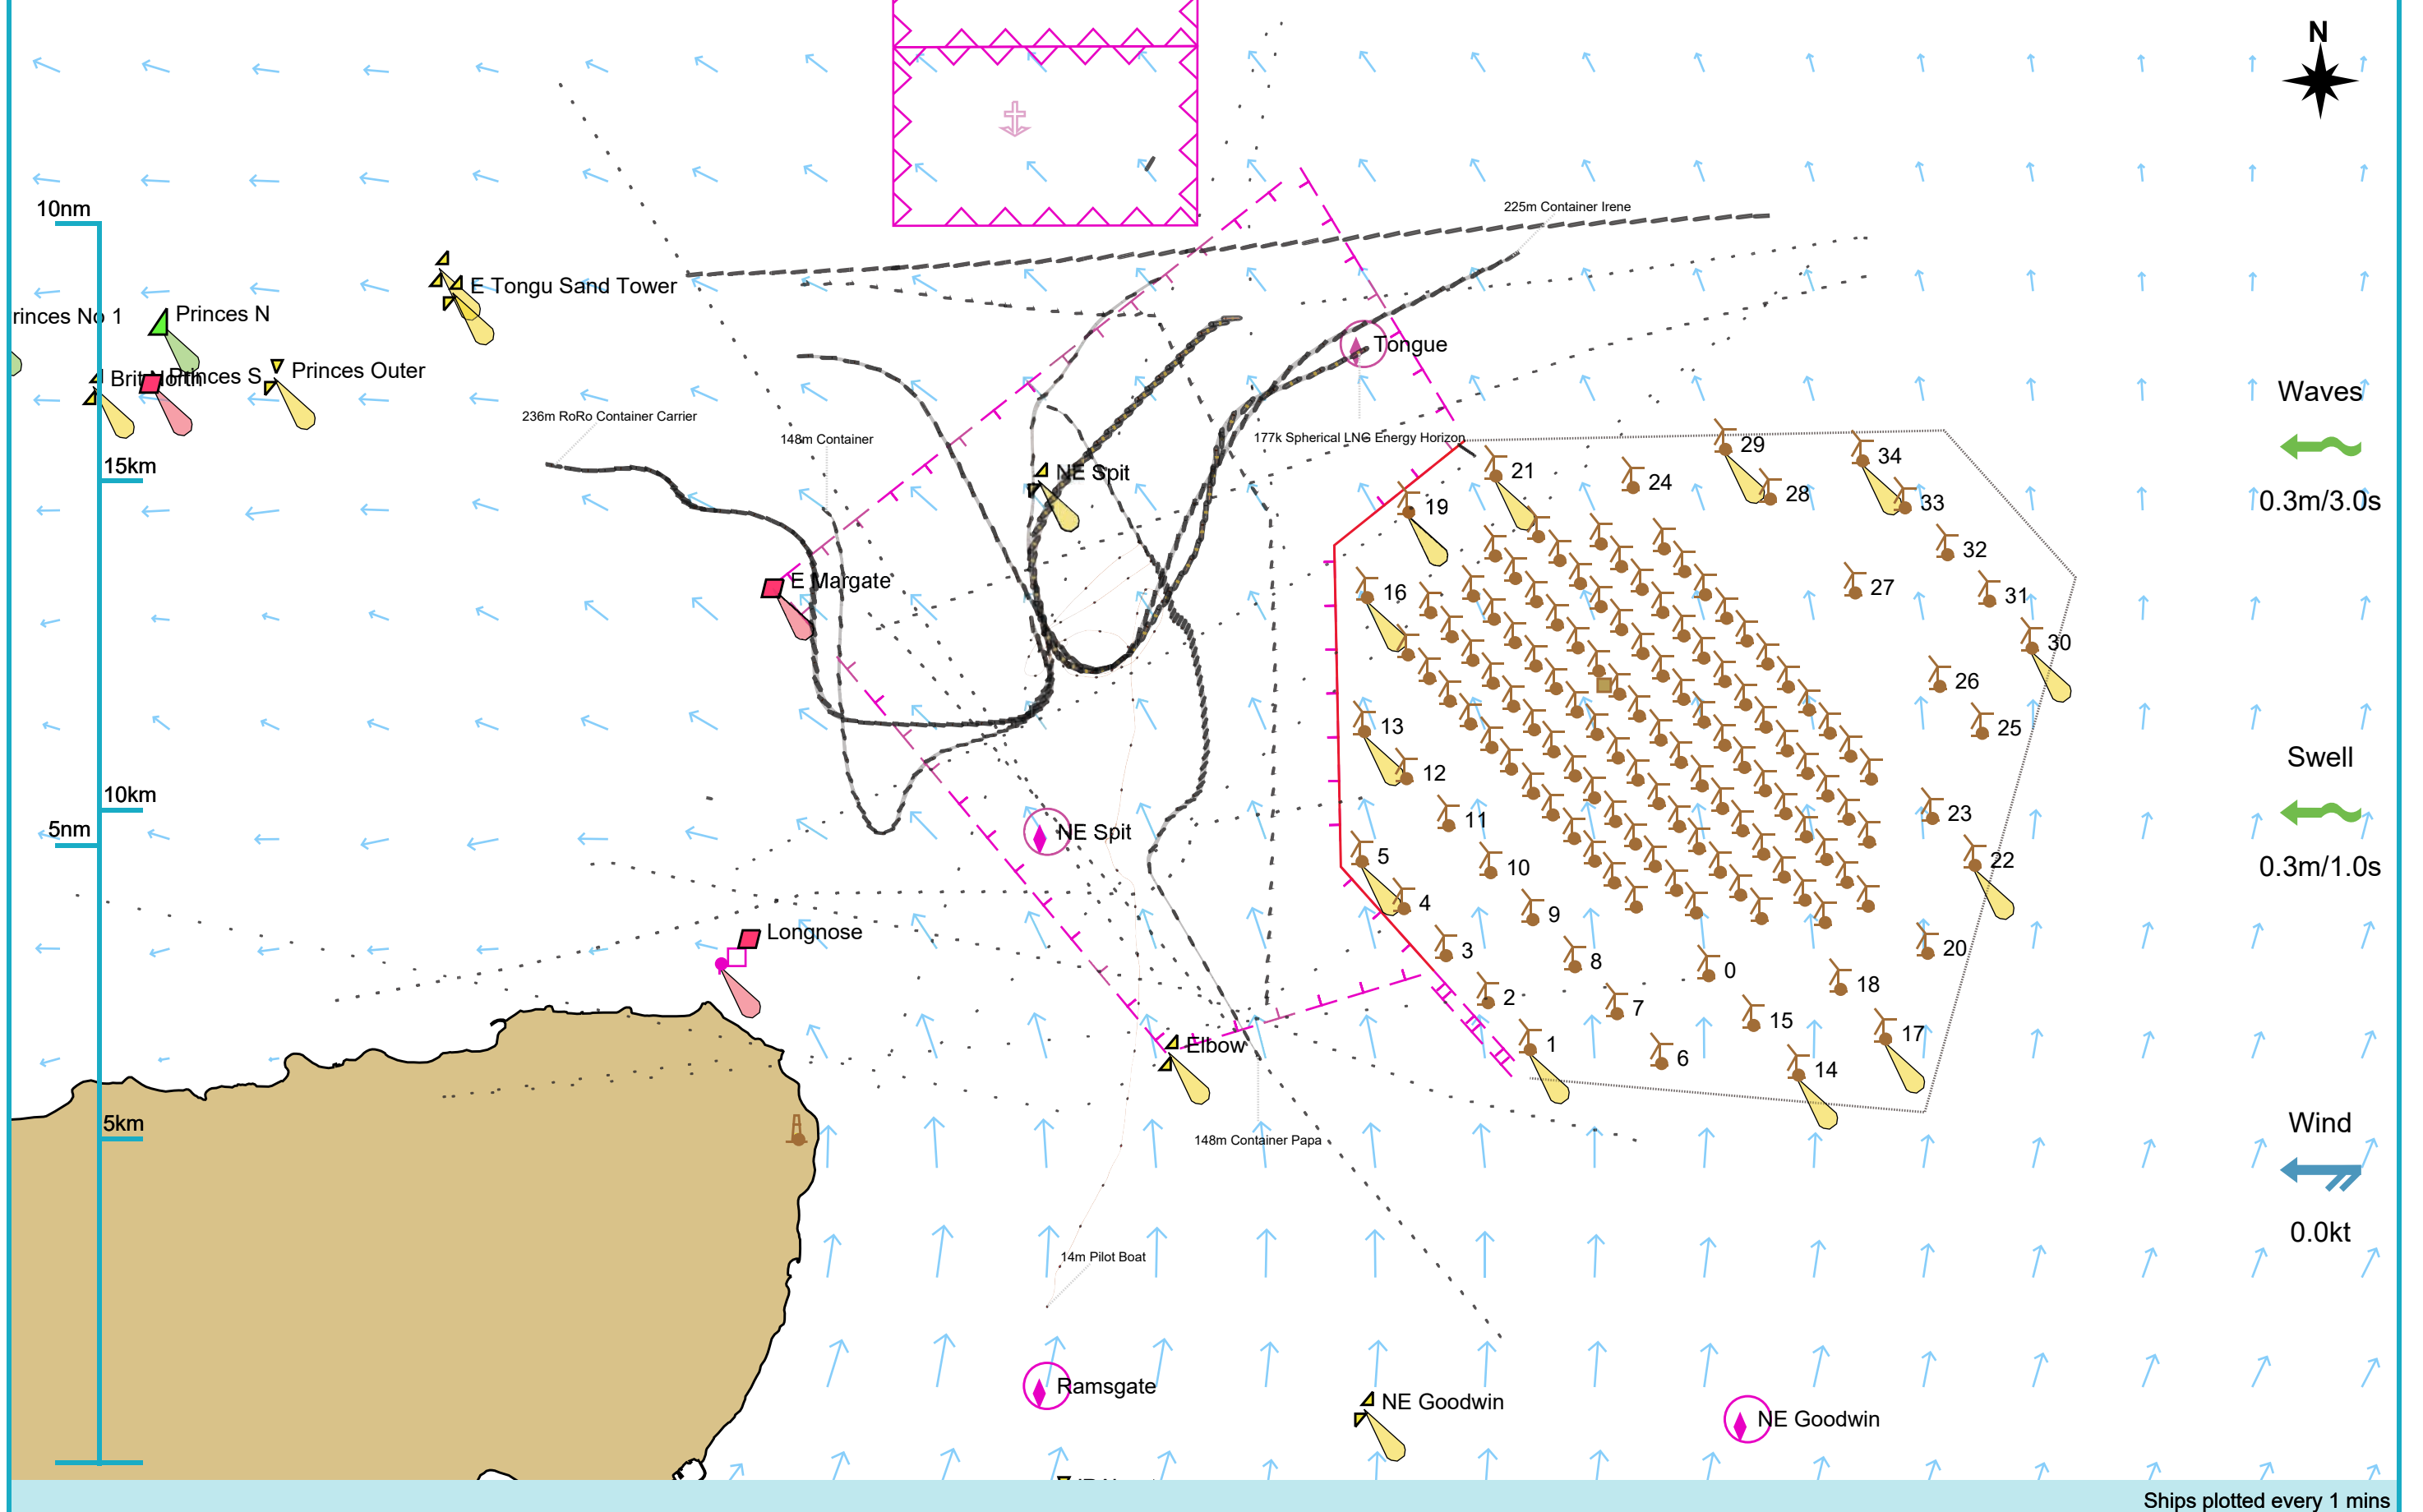 N
10nm
225m Container Irene
E Tongu Sand Tower
Princes N
rinces No 1
Tongue
Princes Outer
Princes S
Waves
236m RoRo Container Carrier
148m Container
177k Spherical LNG Energy Horizon
29
34
15km
NE Spit
21
24
28
33
0.3m/3.0s
19
32
E Margate
27
16
31
30
26
13
25
Swell
12
10km
11
23
5nm
NE Spit
5
22
10
0.3m/1.0s
4
9
Longnose
3
20
8
0
18
2
7
15
17
Elbow
1
6
14
5km
Wind
148m Container Papa
0.0kt
14m Pilot Boat
Ramsgate
NE Goodwin
NE Goodwin
Ships plotted every 1 mins